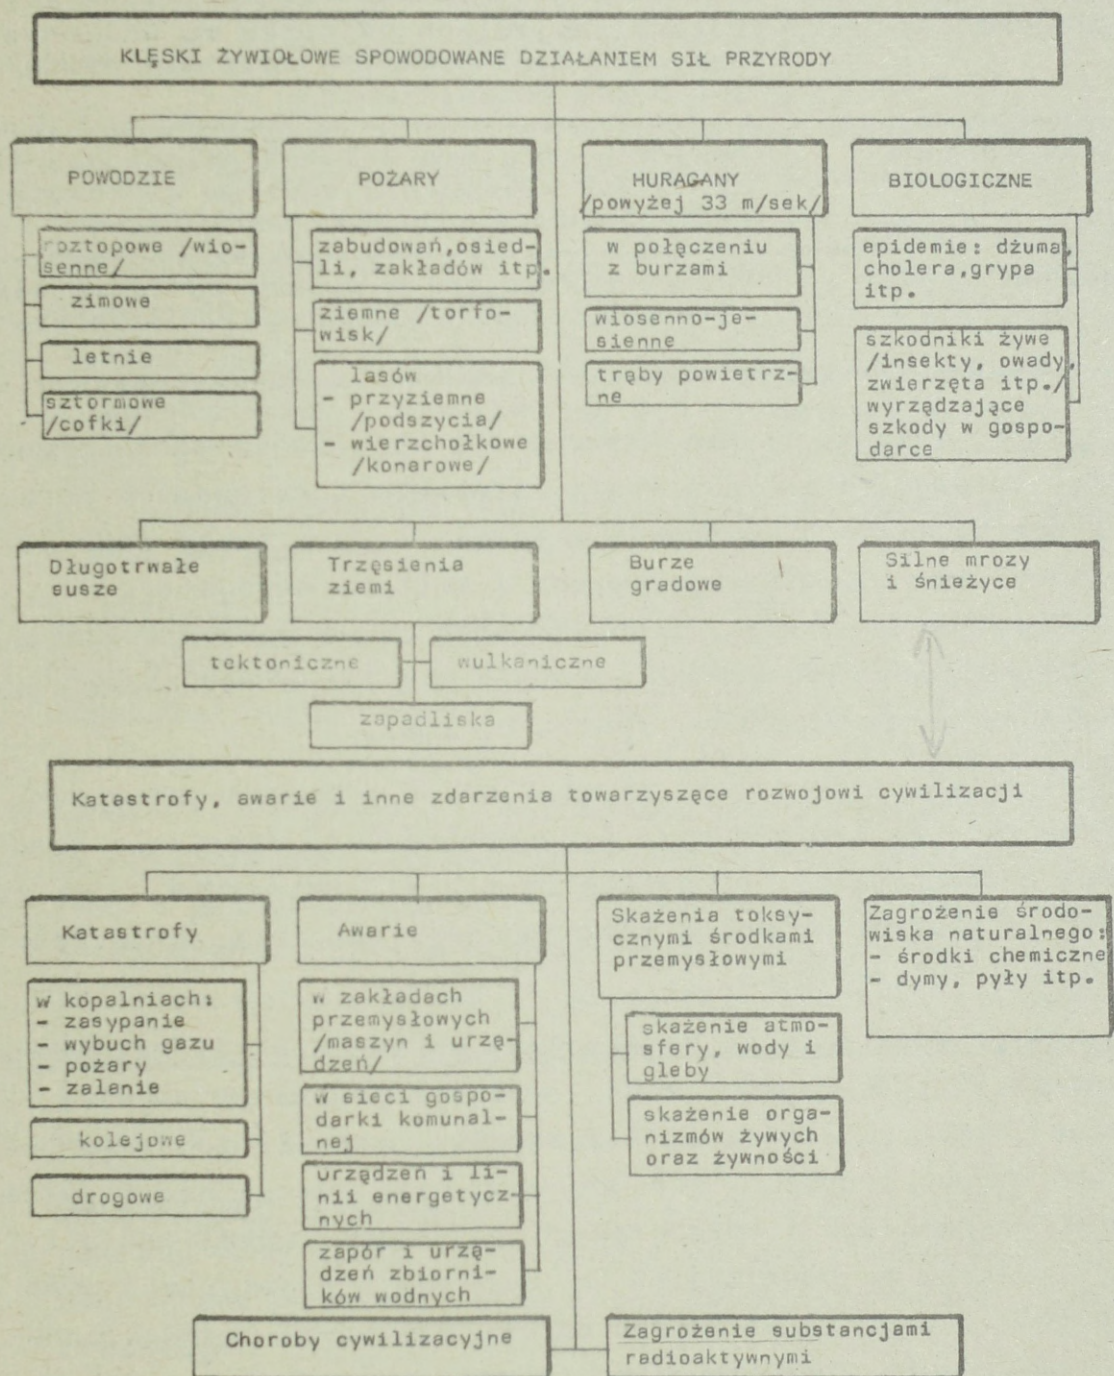 KLĘSKI ŻYWIOŁOWE SPOWODOWANE DZIAŁANIEM SIŁ PRZYRODY
POWODZIE
roztopowe /wio-
senne/
zimowe
letnie
sztormowe
/cofki/
POŻARY
zabudowań,osied-
li, zakładów itp.
ziemne /torfo-
wisk/
lasów
- przyziemne
/podszycia/
- wierzchołkowe
/konarowe/
HURAGANY
/powyżej 33 m/sek/
w połączeniu
z burzami
wiosenno-je-
sienne
trąby powietrz-
ne
BIOLOGICZNE
epidemie: dżuma,
cholera,grypa
itp.
szkodniki żywe
/insekty, owady,
zwierzęta itp./
wyrządzające
szkody w gospo-
darce
Długotrwałe
susze
Trzęsienia
ziemi
tektoniczne
wulkaniczne
zapadliska
Burze
gradowe
Silne mrozy
i śnieżyce
Katastrofy, awarie i inne zdarzenia towarzyszące rozwojowi cywilizacji
Katastrofy
w kopalniach:
- zasypanie
- wybuch gazu
- pożary
- zalanie
kolejowe
drogowe
Awarie
w zakładach
przemysłowych
/maszyn i urzą-
dzeń/
w sieci gospo-
darki komunal-
nej
urządzeń i li-
nii energetycz-
nych
zapór i urzą-
dzeń zbiorni-
ków wodnych
Skażenia toksy-
cznymi środkami
przemysłowymi
skażenie atmo-
sfery, wody i
gleby
skażenie orga-
nizmów żywych
oraz żywności
Zagrożenie środo-
wiska naturalnego:
- środki chemiczne
- dymy, pyły itp.
Choroby cywilizacyjne
Zagrożenie substancjami
radioaktywnymi